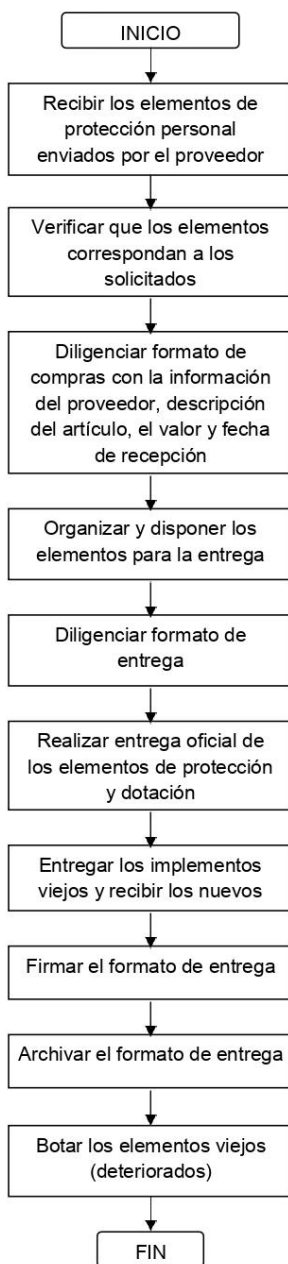 INICIO
Recibir los elementos de
protección personal
enviados por el proveedor
Verificar que los elementos
correspondan a los
solicitados
Diligenciar formato de
compras con la información
del proveedor, descripción
del artículo, el valor y fecha
de recepción
Organizar y disponer los
elementos para la entrega
Diligenciar formato de
entrega
Realizar entrega oficial de
los elementos de protección
y dotación
Entregar los implementos
viejos y recibir los nuevos
Firmar el formato de entrega
Archivar el formato de entrega
Botar los elementos viejos
(deteriorados)
FIN